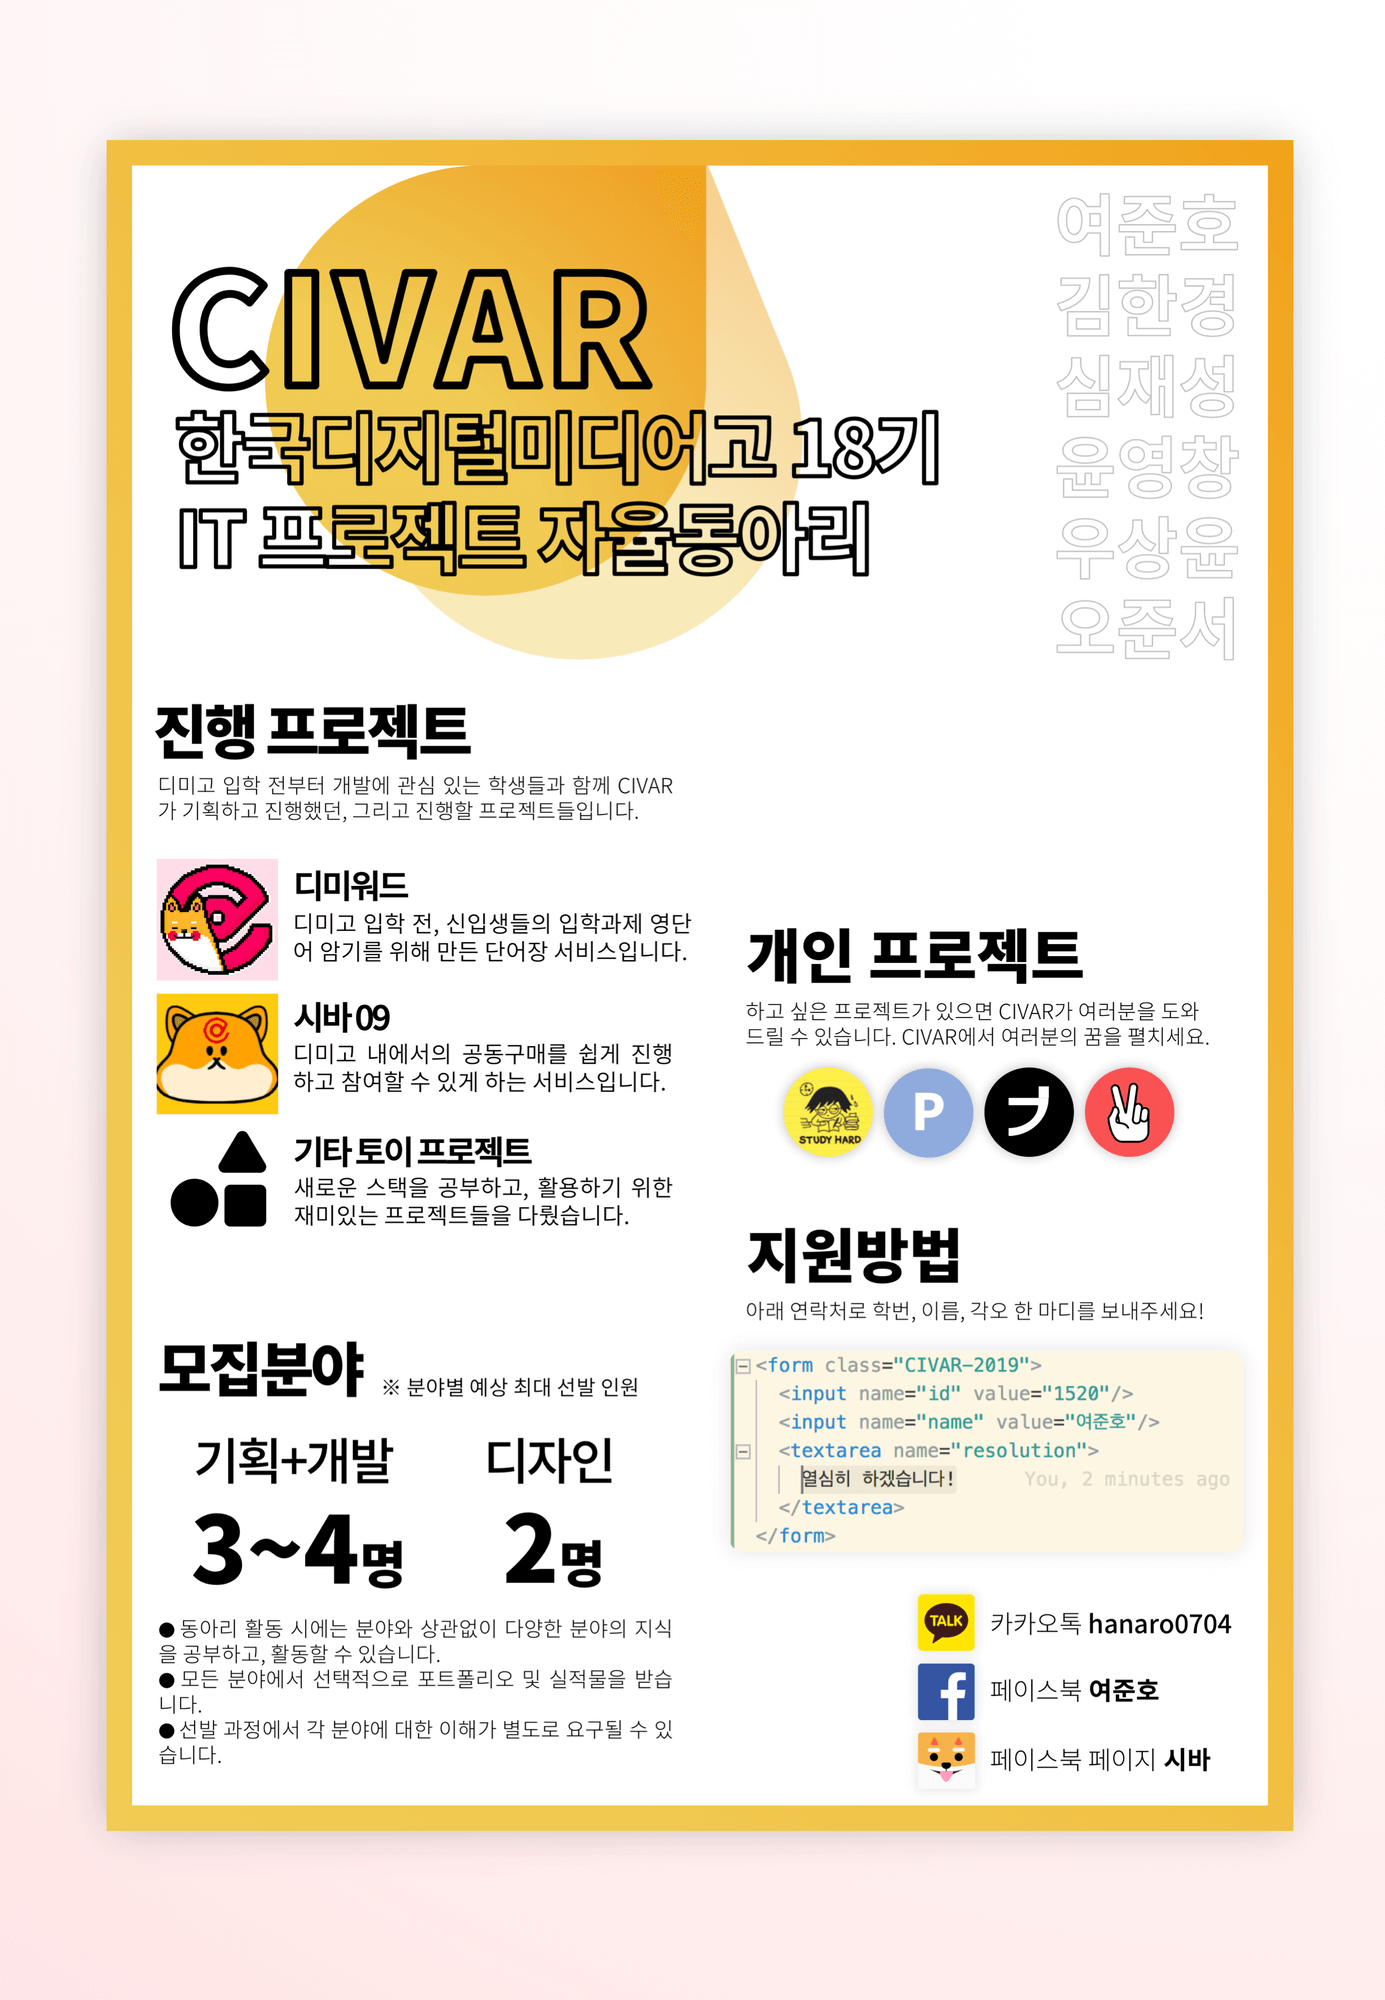 CIVAR
한국디지털미디어고 18기
IT 프로젝트 자율동아리
여준호
김한경
심재성
윤영창
우상윤
오준서
진행 프로젝트
디미고 입학 전부터 개발에 관심 있는 학생들과 함께 CIVAR
가 기획하고 진행했던, 그리고 진행할 프로젝트들입니다.
디미워드
디미고 입학 전, 신입생들의 입학과제 영단
어 암기를 위해 만든 단어장 서비스입니다.
시바 09
디미고 내에서의 공동구매를 쉽게 진행
하고 참여할 수 있게 하는 서비스입니다.
기타 토이 프로젝트
새로운 스택을 공부하고, 활용하기 위한
재미있는 프로젝트들을 다뤘습니다.
모집분야 ※ 분야별 예상 최대 선발 인원
기획+개발 디자인
3~4명 2명
● 동아리 활동 시에는 분야와 상관없이 다양한 분야의 지식
을 공부하고, 활동할 수 있습니다.
● 모든 분야에서 선택적으로 포트폴리오 및 실적물을 받습
니다.
● 선발 과정에서 각 분야에 대한 이해가 별도로 요구될 수 있
습니다.
개인 프로젝트
하고 싶은 프로젝트가 있으면 CIVAR가 여러분을 도와
드릴 수 있습니다. CIVAR에서 여러분의 꿈을 펼치세요.
STUDY HARD
P
지원방법
아래 연락처로 학번, 이름, 각오 한 마디를 보내주세요!
<form class="CIVAR-2019">
<input name="id" value="1520"/>
<input name="name" value="여준호"/>
<textarea name="resolution">
열심히 하겠습니다! You, 2 minutes ago
</textarea>
</form>
TALK
카카오톡 hanaro0704
f
페이스북 여준호
페이스북 페이지 시바